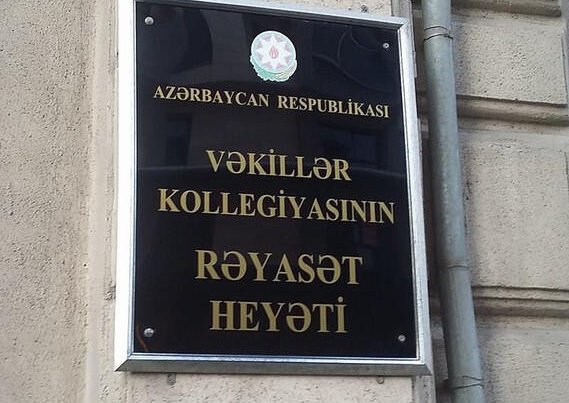 AZƏRBAYCAN RESPUBLİKASI
VƏKİLLƏR
KOLLEGİYASININ
RƏYASƏT
HEYƏTİ